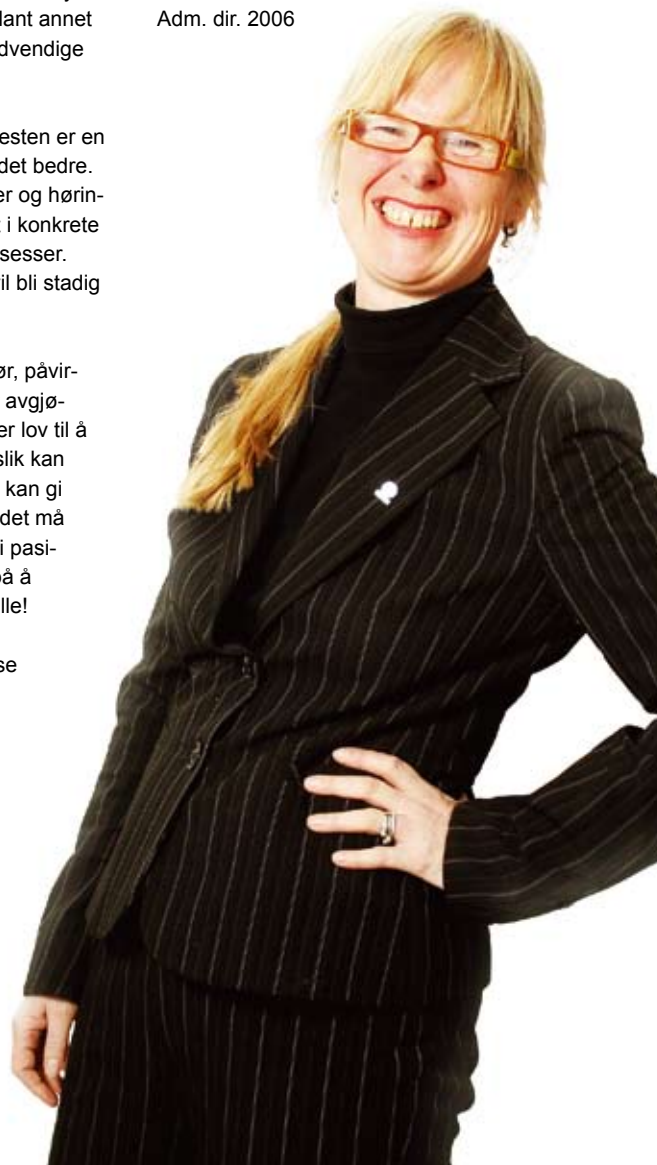 lant annet
dvendige
esten er en
det bedre.
er og hørin-
t i konkrete
sesser.
il bli stadig
ør, påvir-
avgjø-
er lov til å
slik kan
kan gi
det må
i pasi-
på å
lle!
se
Adm. dir. 2006